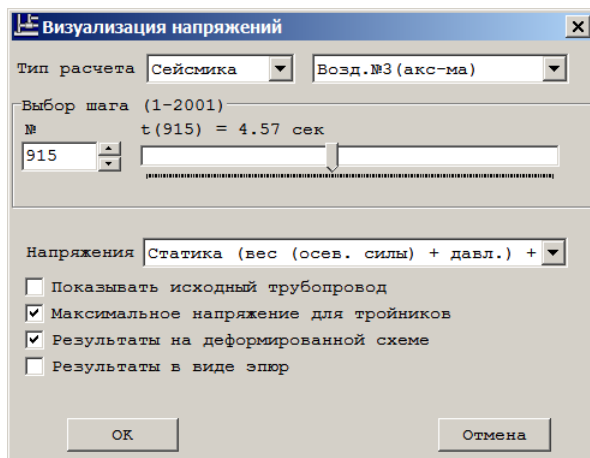 Визуализация напряжений
Тип расчета Сейсмика Возд.№3(акс-ма)
Выбор шага (1-2001)
№ t(915) = 4.57 сек
915
Напряжения Статика (вес (осев. силы) + давл.) +
Показывать исходный трубопровод
Максимальное напряжение для тройников
Результаты на деформированной схеме
Результаты в виде эпюр
OK Отмена